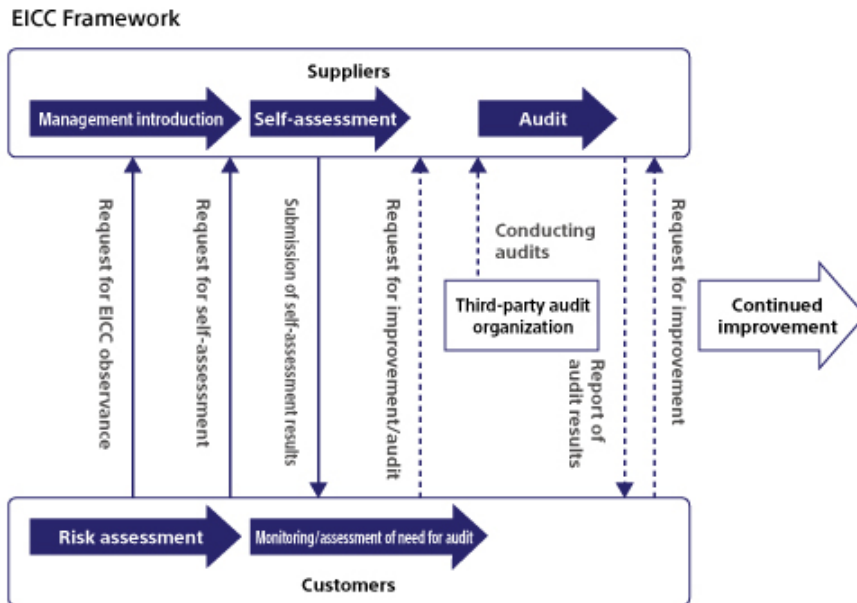 EICC Framework
Suppliers
Management introduction
Self-assessment
Audit
Request for EICC observance
Request for self-assessment
Submission of self-assessment results
Request for improvement/audit
Conducting
audits
Third-party audit
organization
Report of
audit results
Request for improvement
Continued
improvement
Risk assessment
Monitoring/assessment of need for audit
Customers